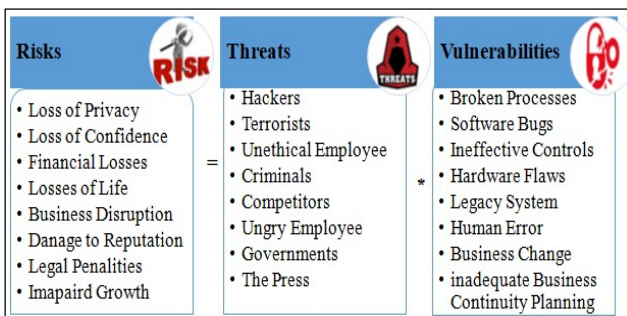 Risks
RISK
• Loss of Privacy
• Loss of Confidence
• Financial Losses
• Losses of Life
• Business Disruption
• Danage to Reputation
• Legal Penalities
• Imapaird Growth
=
Threats
THREATS
• Hackers
• Terrorists
• Unethical Employee
• Criminals
• Competitors
• Ungry Employee
• Governments
• The Press
*
Vulnerabilities
• Broken Processes
• Software Bugs
• Ineffective Controls
• Hardware Flaws
• Legacy System
• Human Error
• Business Change
• inadequate Business
Continuity Planning